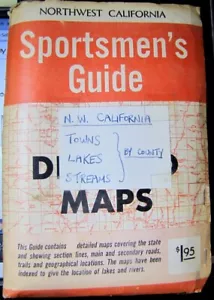 NORTHWEST CALIFORNIA
Sportsmen's
Guide
N.W. CALIFORNIA
TOWNS
LAKES } BY COUNTY
STREAMS
DI D
MAPS
This Guide contains detailed maps covering the state
and showing section lines, main and secondary roads,
trails and geographical locations. The maps have been
indexed to give the location of lakes and rivers.
$1.95